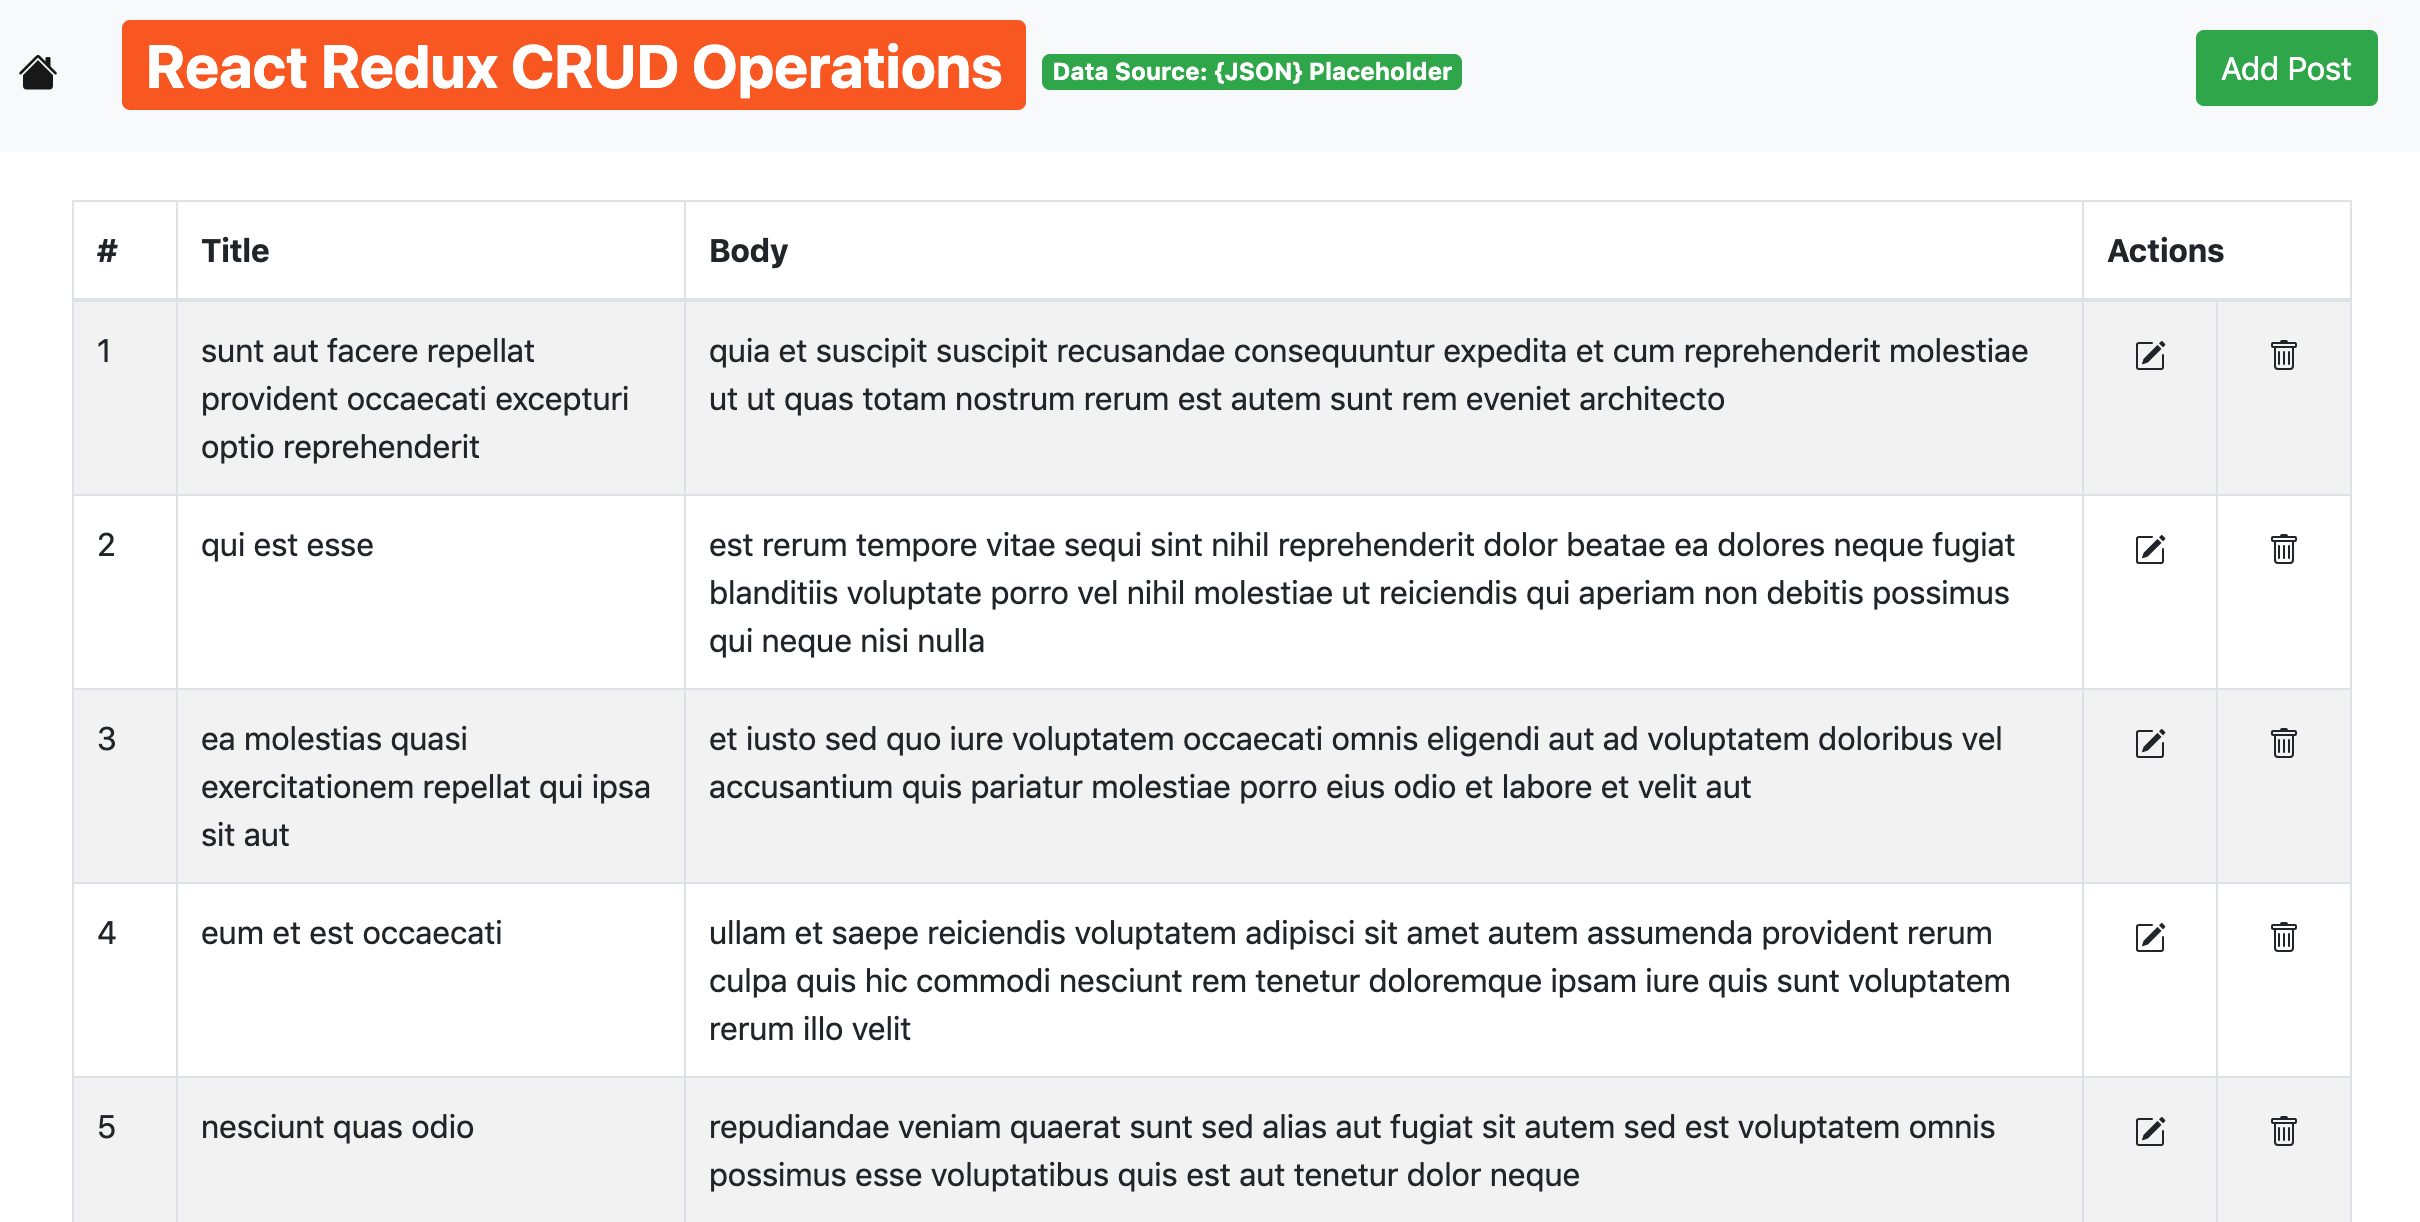 React Redux CRUD Operations
Data Source: {JSON} Placeholder
Add Post
# Title Body Actions
1
sunt aut facere repellat
provident occaecati excepturi
optio reprehenderit
quia et suscipit suscipit recusandae consequuntur expedita et cum reprehenderit molestiae
ut ut quas totam nostrum rerum est autem sunt rem eveniet architecto
2
qui est esse
est rerum tempore vitae sequi sint nihil reprehenderit dolor beatae ea dolores neque fugiat
blanditiis voluptate porro vel nihil molestiae ut reiciendis qui aperiam non debitis possimus
qui neque nisi nulla
3
ea molestias quasi
exercitationem repellat qui ipsa
sit aut
et iusto sed quo iure voluptatem occaecati omnis eligendi aut ad voluptatem doloribus vel
accusantium quis pariatur molestiae porro eius odio et labore et velit aut
4
eum et est occaecati
ullam et saepe reiciendis voluptatem adipisci sit amet autem assumenda provident rerum
culpa quis hic commodi nesciunt rem tenetur doloremque ipsam iure quis sunt voluptatem
rerum illo velit
5
nesciunt quas odio
repudiandae veniam quaerat sunt sed alias aut fugiat sit autem sed est voluptatem omnis
possimus esse voluptatibus quis est aut tenetur dolor neque